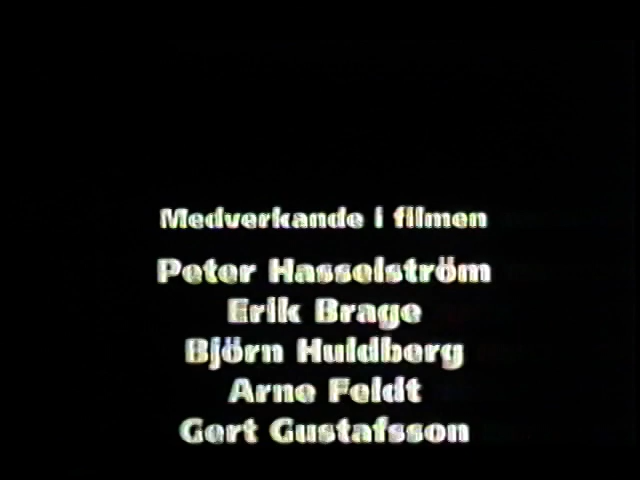 Medverkande i filmen
Peter Hasselström
Erik Brage
Björn Huldberg
Arne Feldt
Gert Gustafsson